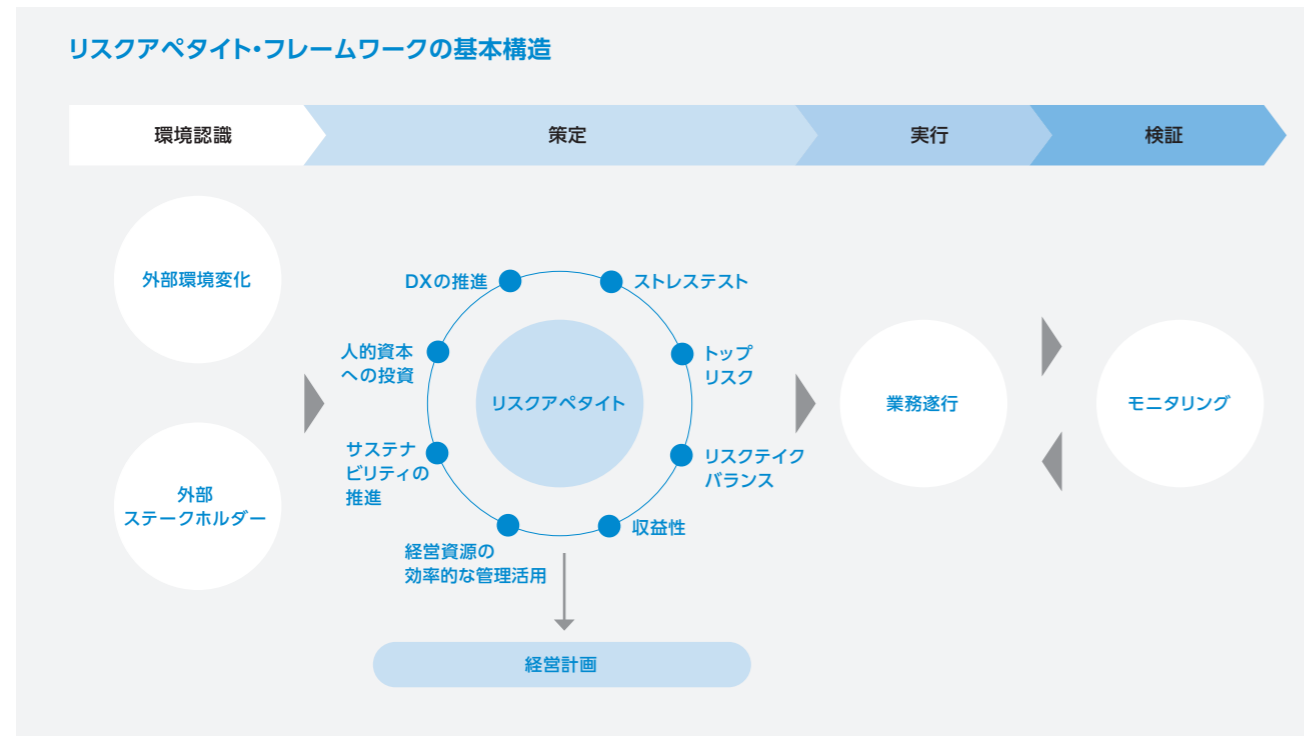 リスクアペタイト・フレームワークの基本構造
環境認識
策定
実行
検証
外部環境変化
外部
ステークホルダー
DXの推進
ストレステスト
人的資本
への投資
トップ
リスク
リスクアペタイト
サステナ
ビリティの
推進
リスクテイク
バランス
経営資源の
効率的な管理活用
収益性
経営計画
業務遂行
モニタリング